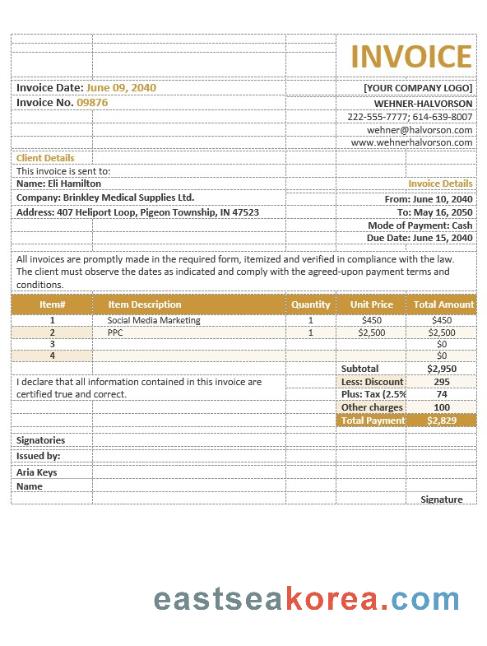 INVOICE
Invoice Date: June 09, 2040
[YOUR COMPANY LOGO]
Invoice No. 09876
WEHNER-HALVORSON
222-555-7777; 614-639-8007
wehner@halvorson.com
www.wehnerhalvorson.com
Client Details
This invoice is sent to:
Name: Eli Hamilton
Invoice Details
Company: Brinkley Medical Supplies Ltd.
From: June 10, 2040
Address: 407 Heliport Loop, Pigeon Township, IN 47523
To: May 16, 2050
Mode of Payment: Cash
Due Date: June 15, 2040
All invoices are promptly made in the required form, itemized and verified in compliance with the law.
The client must observe the dates as indicated and comply with the agreed-upon payment terms and
conditions.
Item# Item Description Quantity Unit Price Total Amount
1 Social Media Marketing 1 $450 $450
2 PPC 1 $2,500 $2,500
3 $0
4 $0
Subtotal $2,950
I declare that all information contained in this invoice are
certified true and correct.
Less: Discount 295
Plus: Tax (2.5% 74
Other charges 100
Total Payment $2,829
Signatories
Issued by:
Aria Keys
Name
Signature
eastseakorea.com